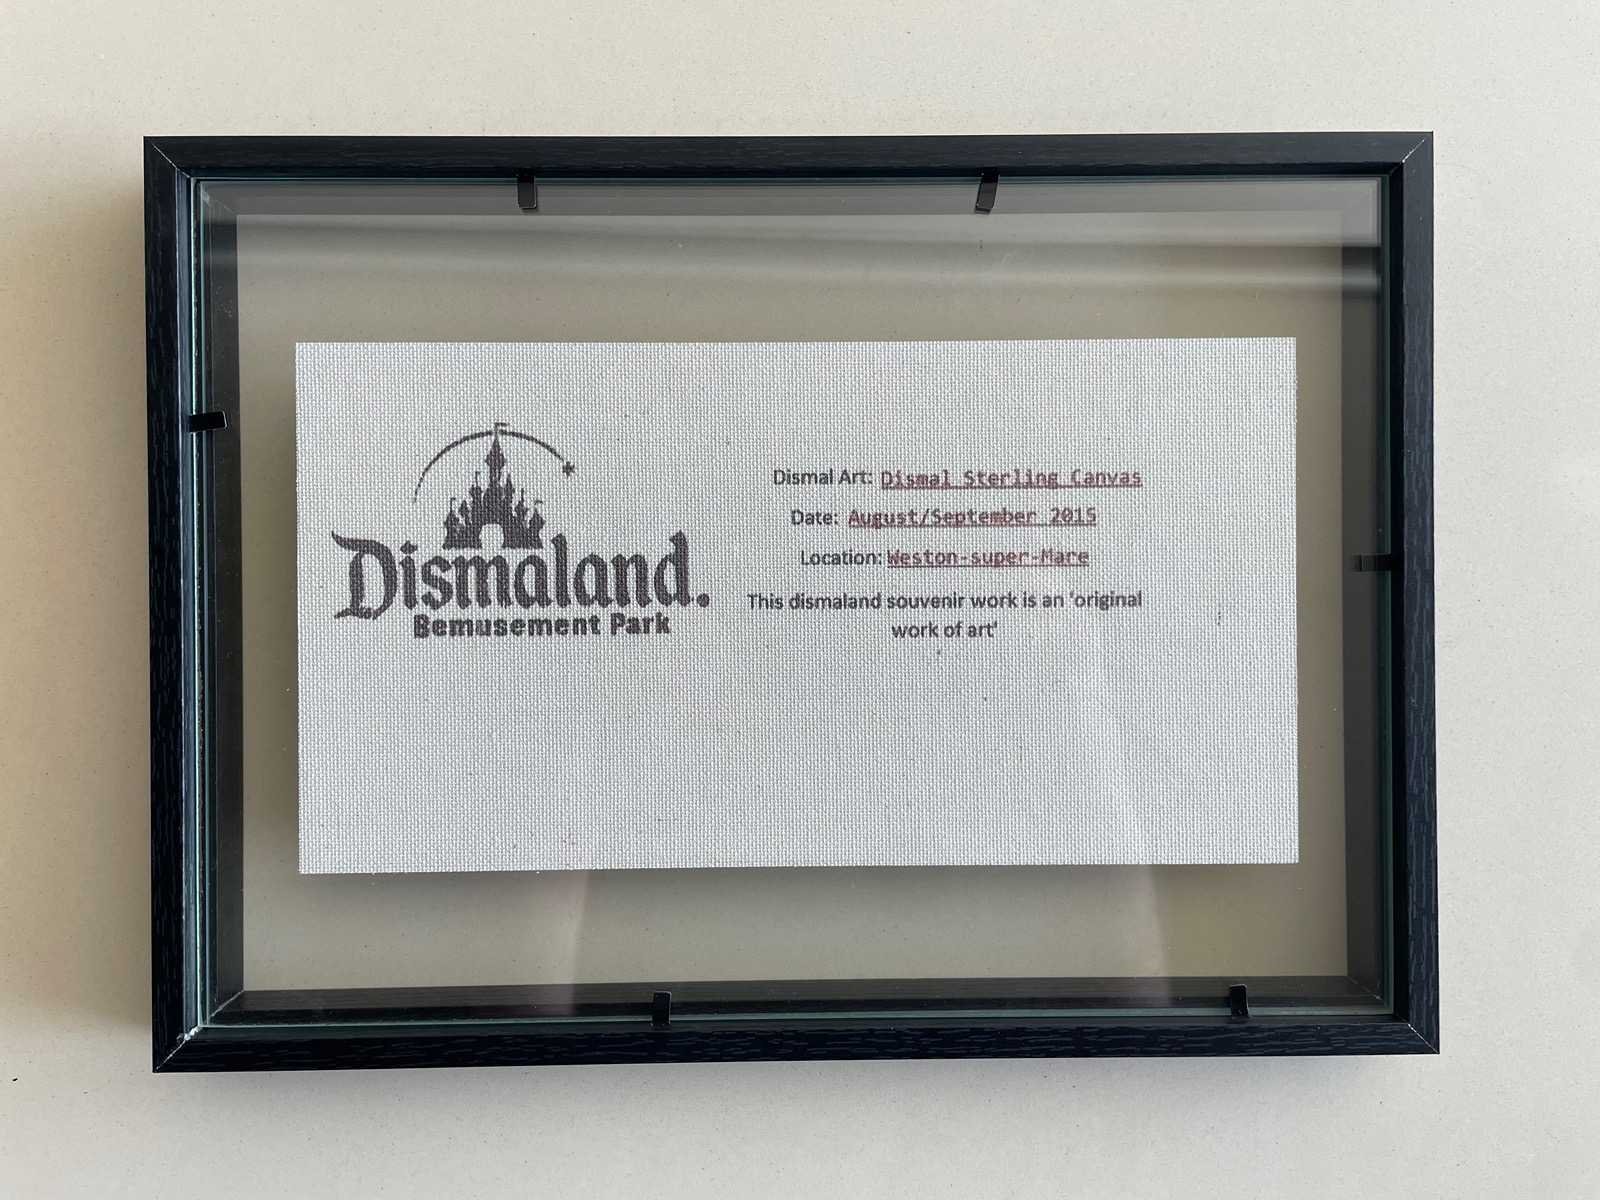 Dismaland.
Bemusement Park
Dismal Art: Dismal Sterling Canvas
Date: August/September 2015
Location: Weston-super-Mare
This dismaland souvenir work is an 'original
work of art'